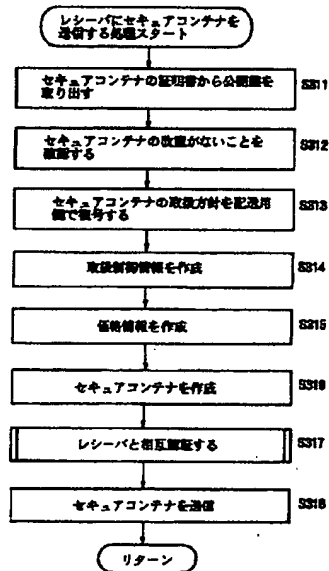 レシーバにセキュアコンテナを
送信する処理スタート
セキュアコンテナの証明書から公開鍵を
取り出す
S311
セキュアコンテナの改竄がないことを
確認する
S312
セキュアコンテナの取扱方針を配送用
鍵で復号する
S313
取扱制御情報を作成
S314
価格情報を作成
S315
セキュアコンテナを作成
S316
レシーバと相互認証する
S317
セキュアコンテナを送信
S318
リターン